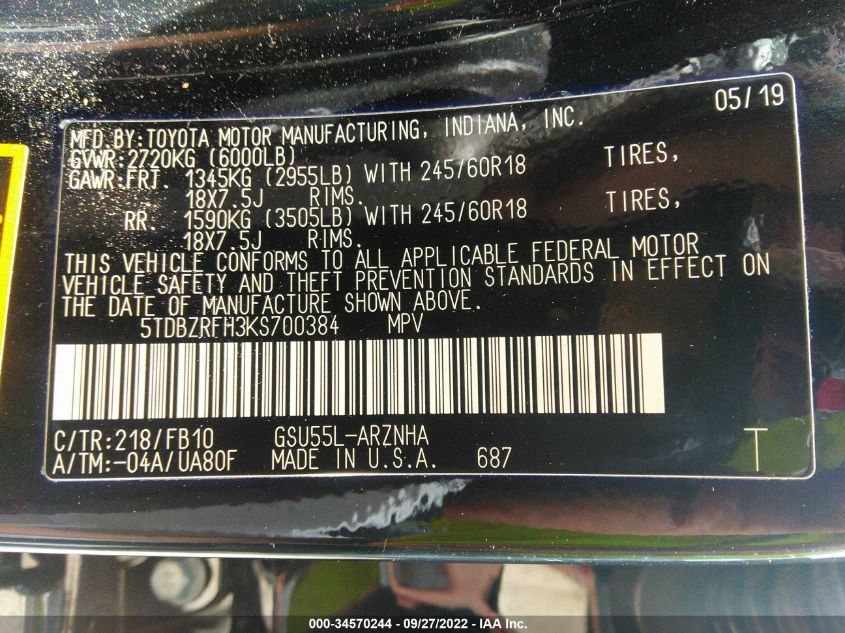 05/19
MFD BY: TOYOTA MOTOR MANUFACTURING, INDIANA, INC.
GVWR: 2720KG (6000LB)
GAWR: FRT. 1345KG (2955LB) WITH 245/60R18 TIRES,
18X7.5J RIMS.
RR. 1590KG (3505LB) WITH 245/60R18 TIRES,
18X7.5J RIMS.
THIS VEHICLE CONFORMS TO ALL APPLICABLE FEDERAL MOTOR
VEHICLE SAFETY AND THEFT PREVENTION STANDARDS IN EFFECT ON
THE DATE OF MANUFACTURE SHOWN ABOVE.
5TDBZRFH3KS700384 MPV
C/TR: 218/FB10 GSU55L-ARZNHA
A/TM: -04A/UA80F MADE IN U.S.A. 687 T
000-34570244 — 09/27/2022 — IAA Inc.